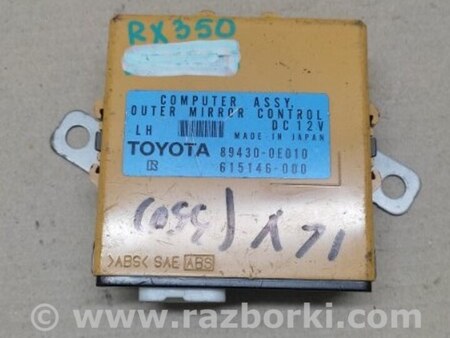 RX350
COMPUTER ASSY,
OUTER MIRROR CONTROL
LH DC12V
MADE IN JAPAN
TOYOTA 89430-0E010
R 615146-000
>ABS< SAE ABS
www.razborki.com